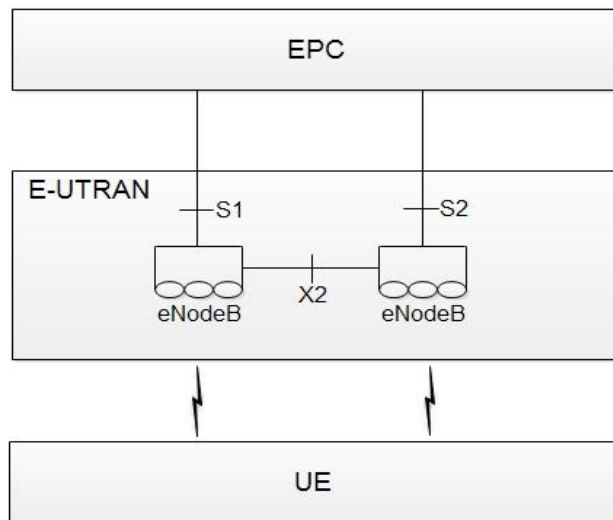 EPC
E-UTRAN
S1
S2
X2
eNodeB
eNodeB
UE